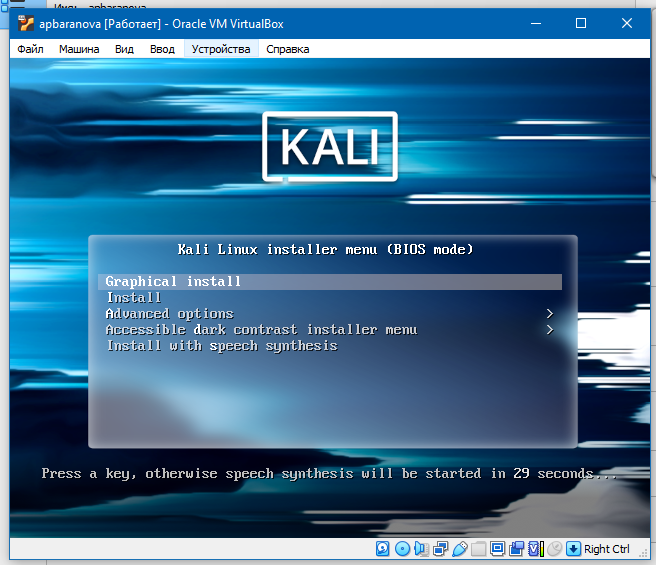 Имя: apbaranova
apbaranova [Работает] - Oracle VM VirtualBox
Файл Машина Вид Ввод Устройства Справка
KALI
Kali Linux installer menu (BIOS mode)
Graphical install
Install
Advanced options >
Accessible dark contrast installer menu >
Install with speech synthesis
Press a key, otherwise speech synthesis will be started in 29 seconds...
Right Ctrl